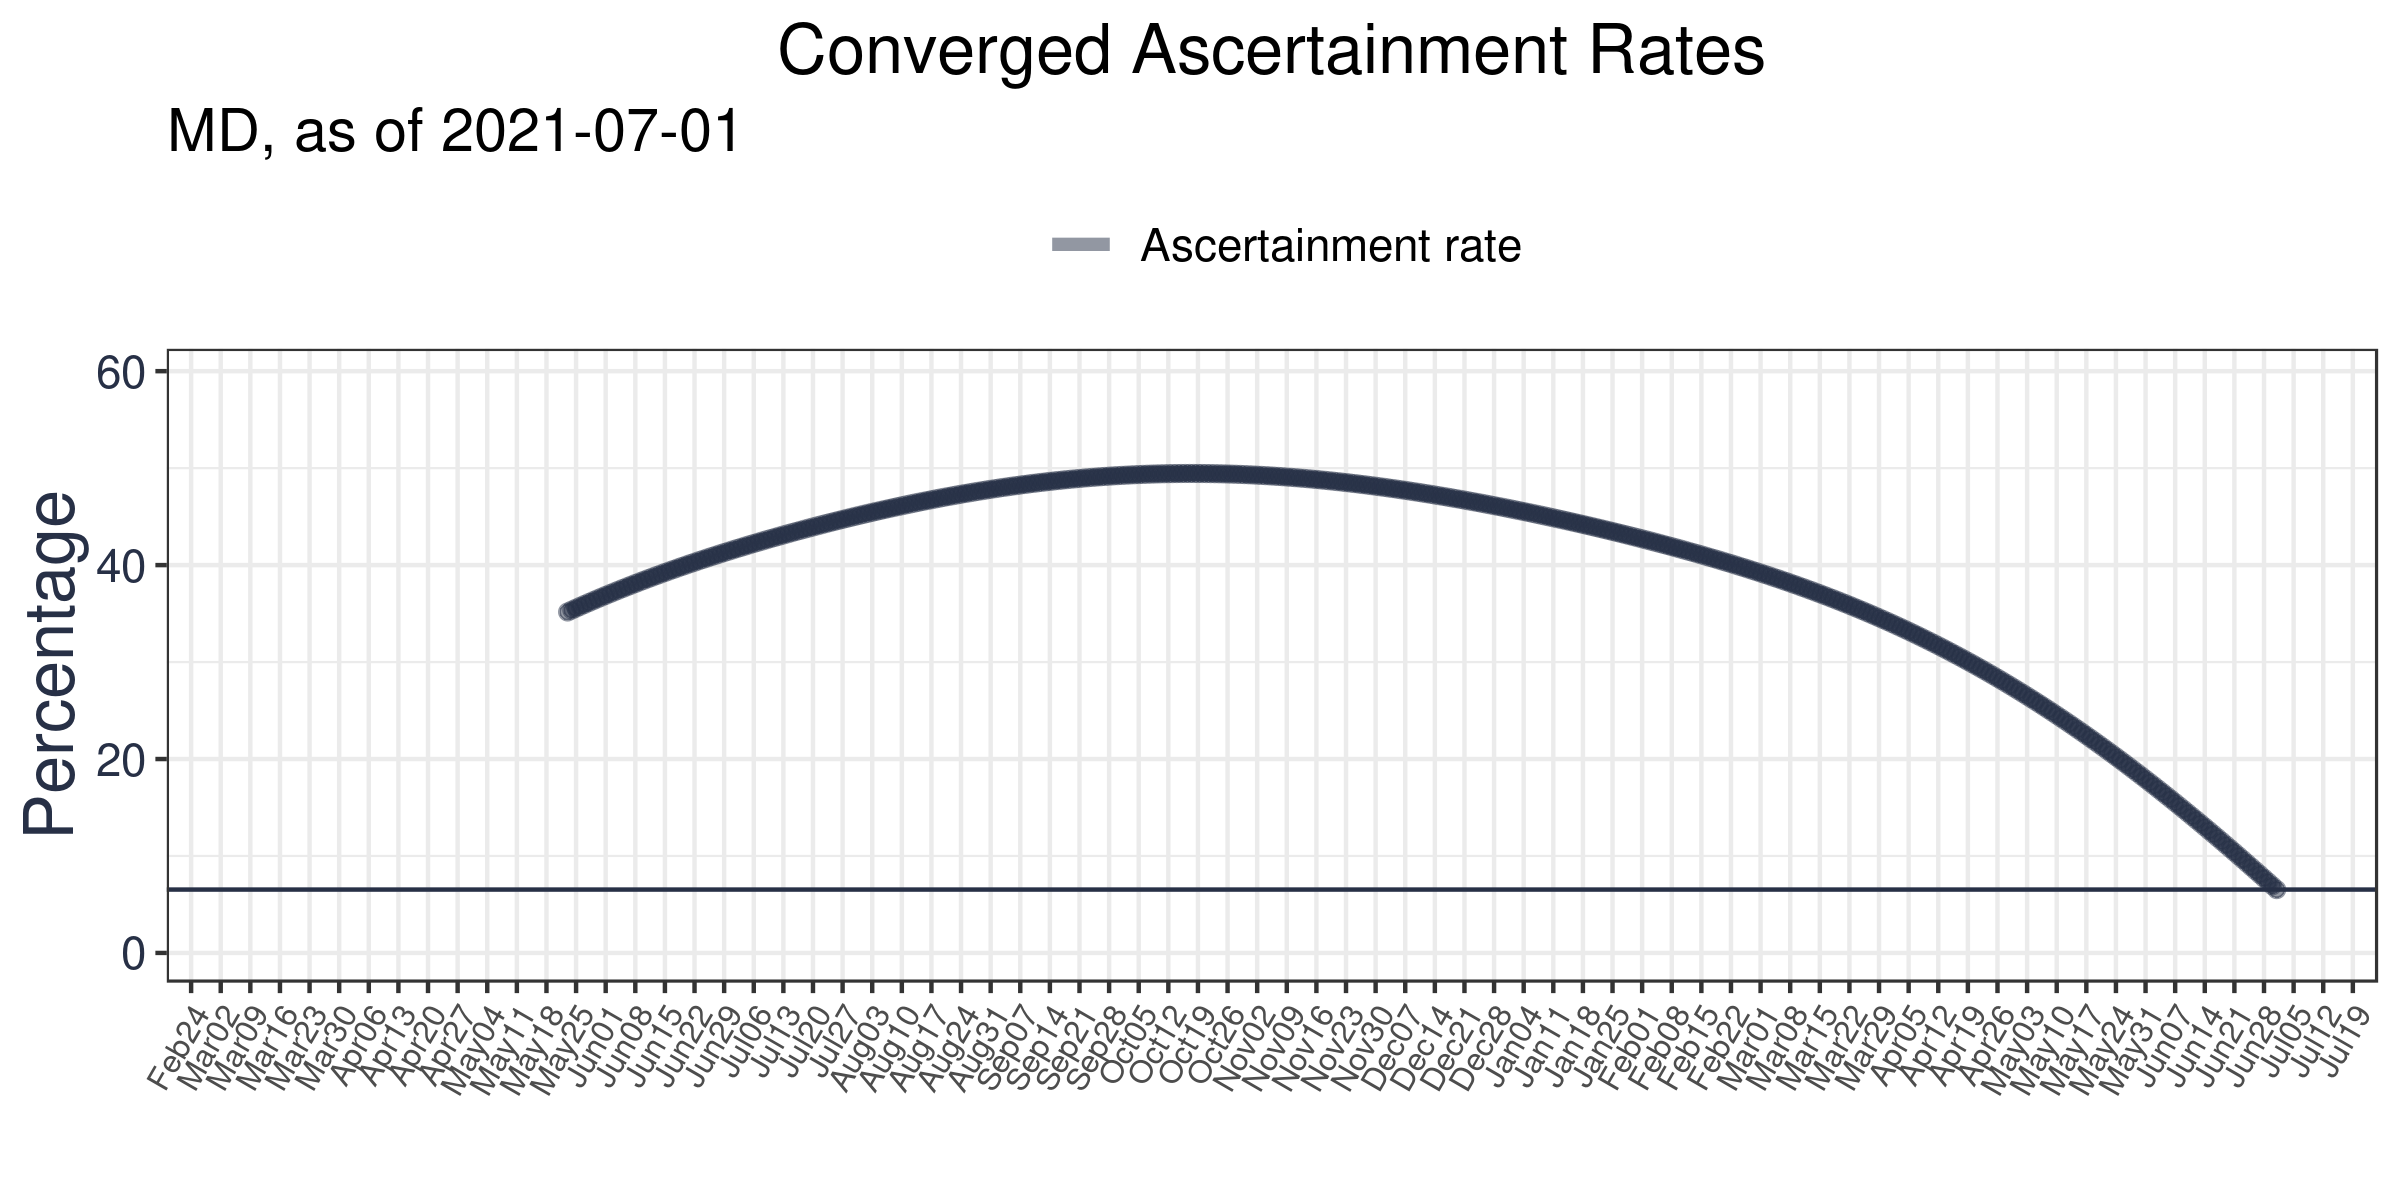 Converged Ascertainment Rates
MD, as of 2021-07-01
Ascertainment rate
Percentage
60
40
20
0
Feb24 Mar02 Mar09 Mar16 Mar23 Mar30 Apr06 Apr13 Apr20 Apr27 May04 May11 May18 May25 Jun01 Jun08 Jun15 Jun22 Jun29 Jul06 Jul13 Jul20 Jul27 Aug03 Aug10 Aug17 Aug24 Aug31 Sep07 Sep14 Sep21 Sep28 Oct05 Oct12 Oct19 Oct26 Nov02 Nov09 Nov16 Nov23 Nov30 Dec07 Dec14 Dec21 Dec28 Jan04 Jan11 Jan18 Jan25 Feb01 Feb08 Feb15 Feb22 Mar01 Mar08 Mar15 Mar22 Mar29 Apr05 Apr12 Apr19 Apr26 May03 May10 May17 May24 May31 Jun07 Jun14 Jun21 Jun28 Jul05 Jul12 Jul19